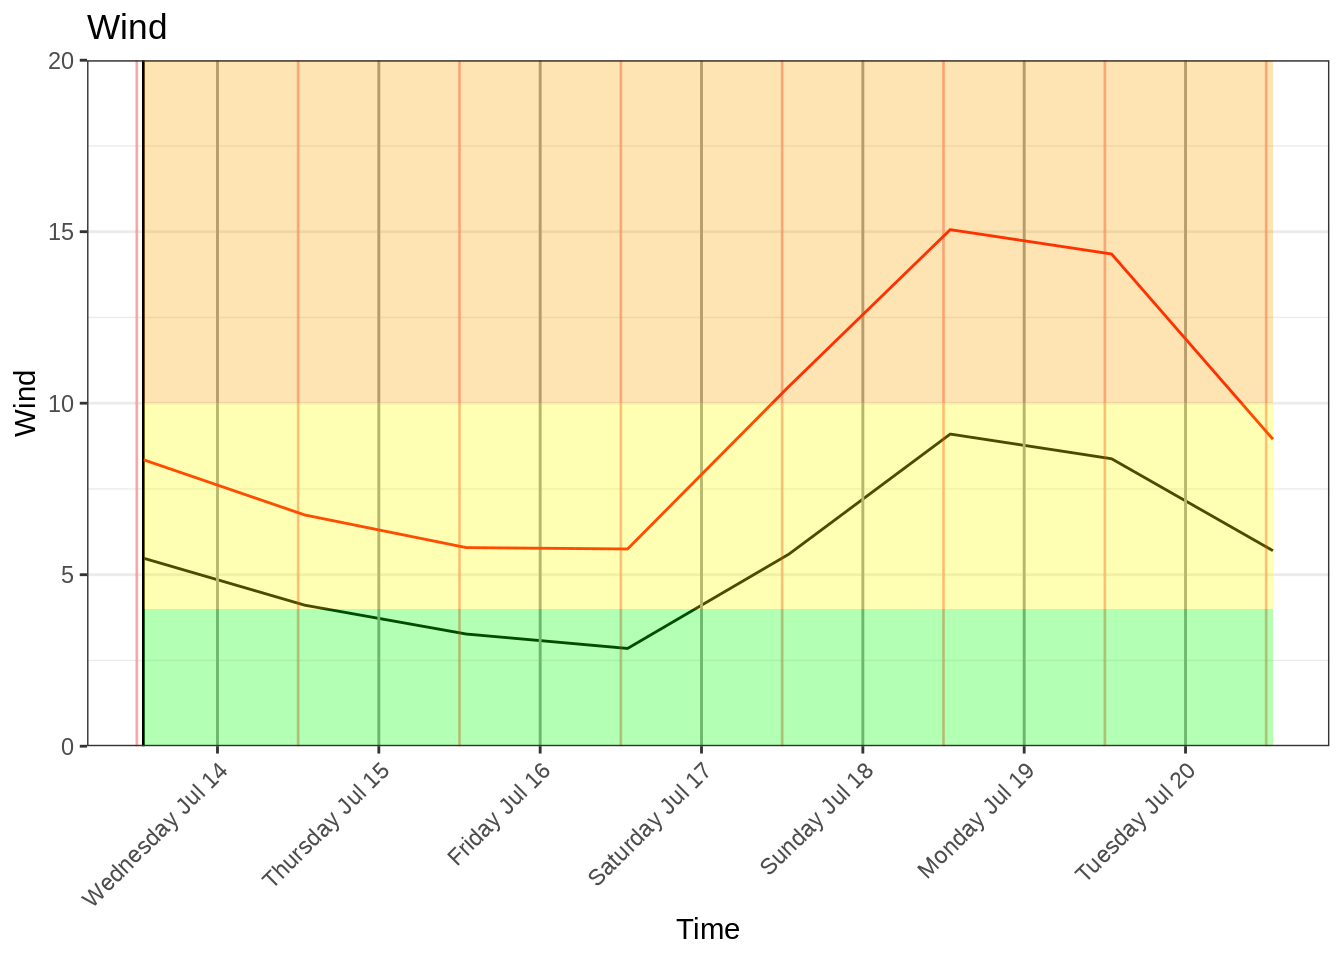 Wind
20
15
10
5
0
Wind
Wednesday Jul 14
Thursday Jul 15
Friday Jul 16
Saturday Jul 17
Sunday Jul 18
Monday Jul 19
Tuesday Jul 20
Time